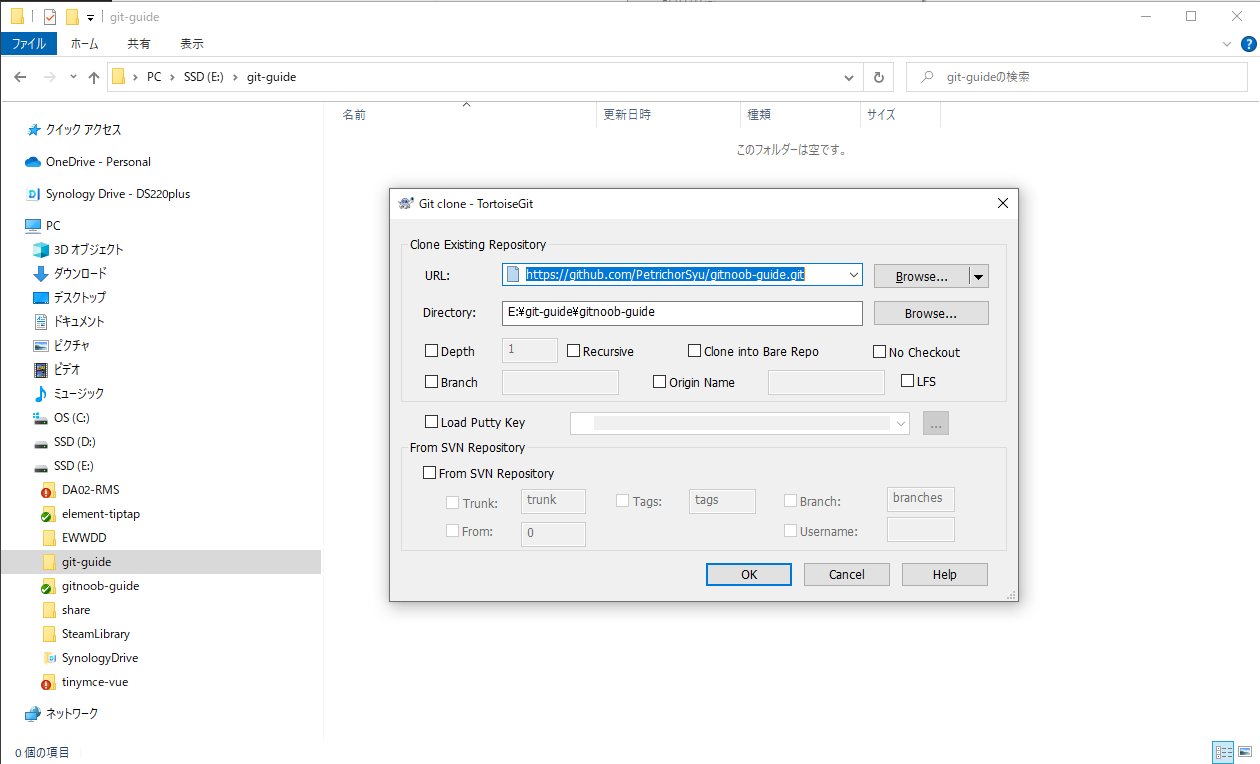 git-guide
ファイル ホーム 共有 表示
PC SSD (E:) git-guide git-guideの検索
名前 更新日時 種類 サイズ
このフォルダーは空です。
クイック アクセス
OneDrive - Personal
Synology Drive - DS220plus
PC
3D オブジェクト
ダウンロード
デスクトップ
ドキュメント
ピクチャ
ビデオ
ミュージック
OS (C:)
SSD (D:)
SSD (E:)
DA02-RMS
element-tiptap
EWWDD
git-guide
gitnoob-guide
share
SteamLibrary
SynologyDrive
tinymce-vue
ネットワーク
0 個の項目
Git clone - TortoiseGit
Clone Existing Repository
URL: https://github.com/PetrichorSyu/gitnoob-guide.git Browse...
Directory: E:¥git-guide¥gitnoob-guide Browse...
Depth 1 Recursive Clone into Bare Repo No Checkout
Branch Origin Name LFS
Load Putty Key ...
From SVN Repository
From SVN Repository
Trunk: trunk Tags: tags Branch: branches
From: 0 Username:
OK Cancel Help